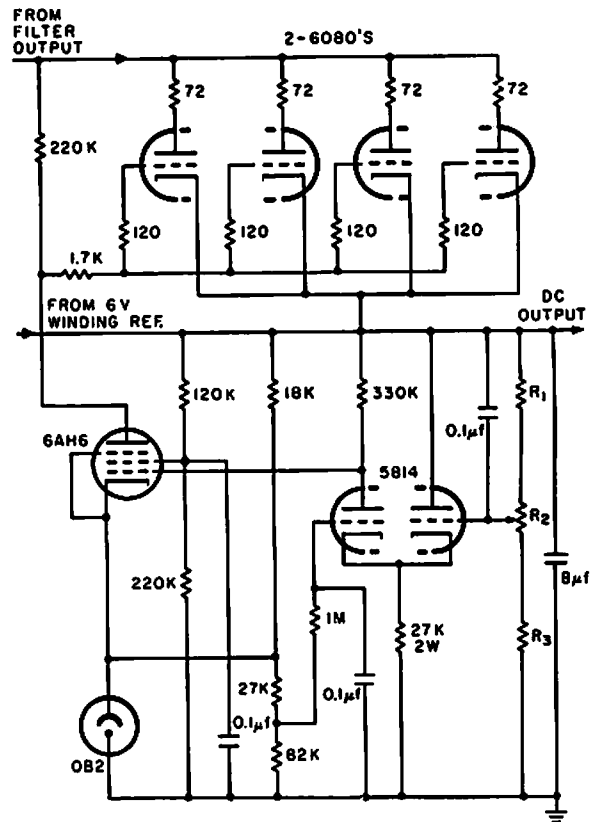 FROM
FILTER
OUTPUT
2-6080'S
72
72
72
72
220K
120
120
120
120
1.7K
FROM 6V
WINDING REF.
DC
OUTPUT
120K
18K
330K
0.1µf
R1
6AH6
5814
R2
220K
8µf
1M
27K
2W
R3
27K
0.1µf
0.1µf
82K
OB2